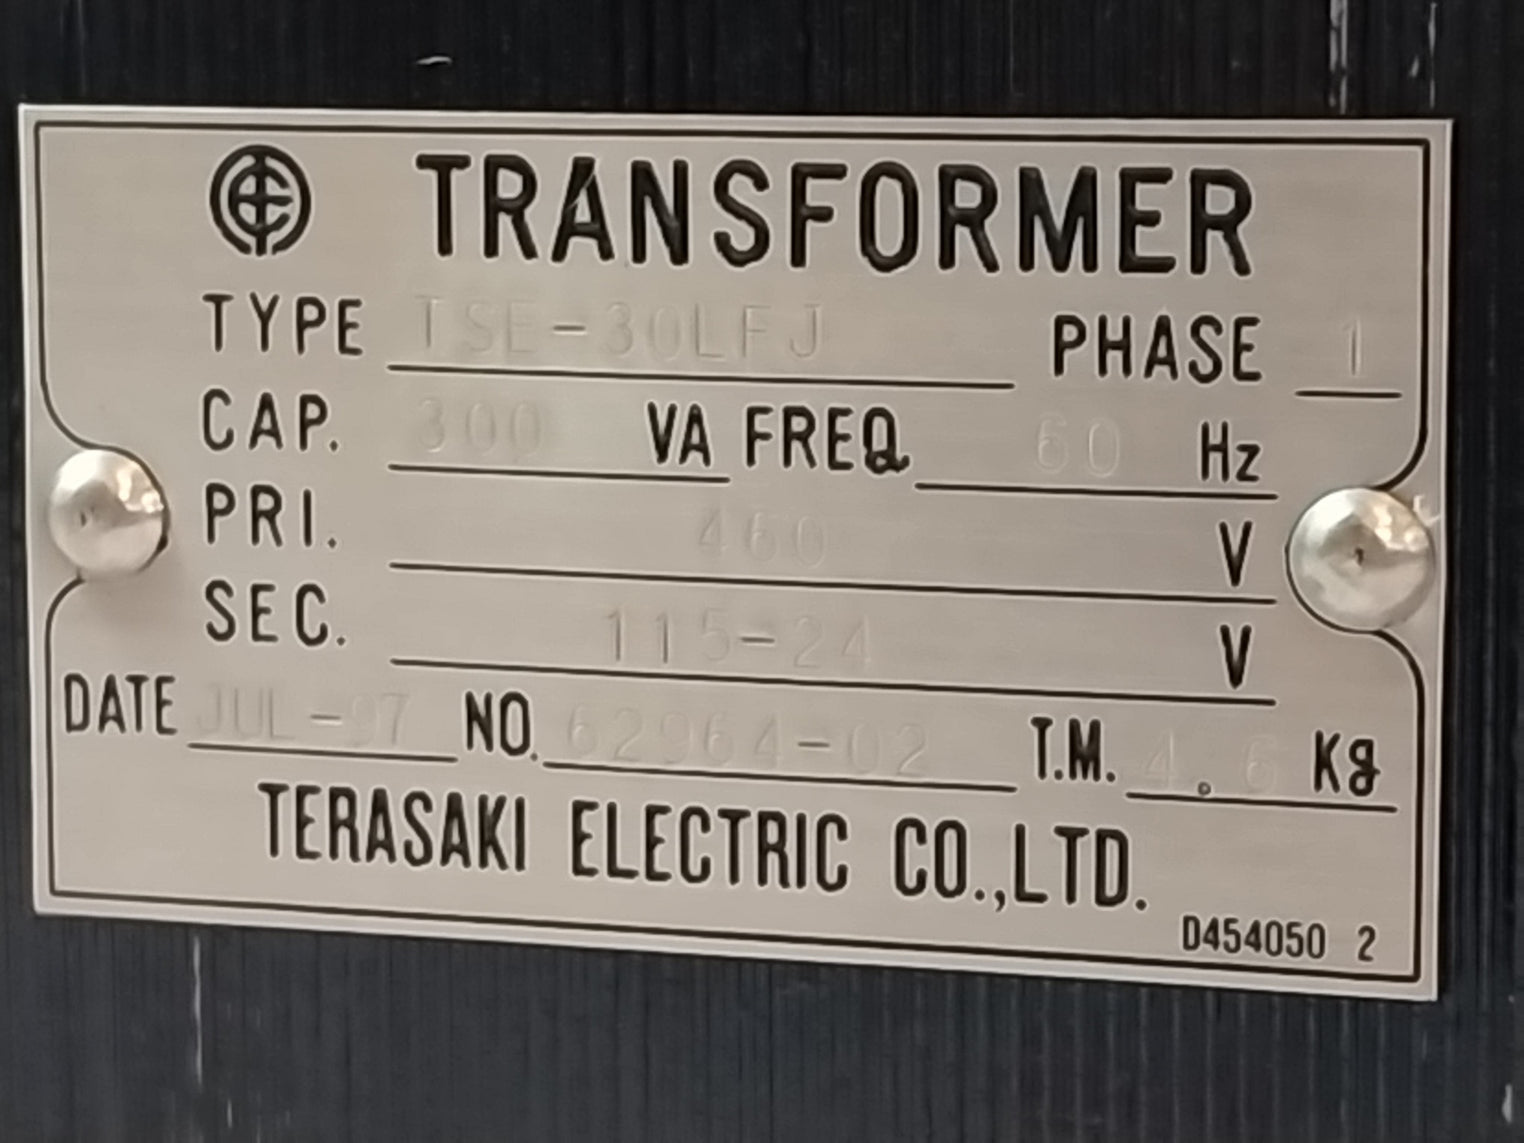 TRANSFORMER
TYPE TSE-30LFJ PHASE 1
CAP. 300 VA FREQ. 60 Hz
PRI. 460 V
SEC. 115-24 V
DATE JUL-97 NO. 62964-02 T.M. 4.6 Kg
TERASAKI ELECTRIC CO.,LTD.
D454050 2